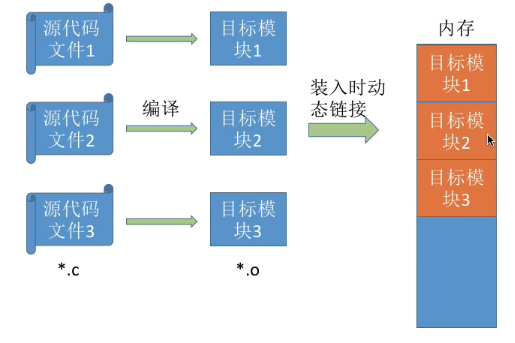 源代码
文件1
目标模
块1
源代码
文件2
编译
目标模
块2
源代码
文件3
目标模
块3
*.c
*.o
装入时动
态链接
内存
目标模
块1
目标模
块2
目标模
块3